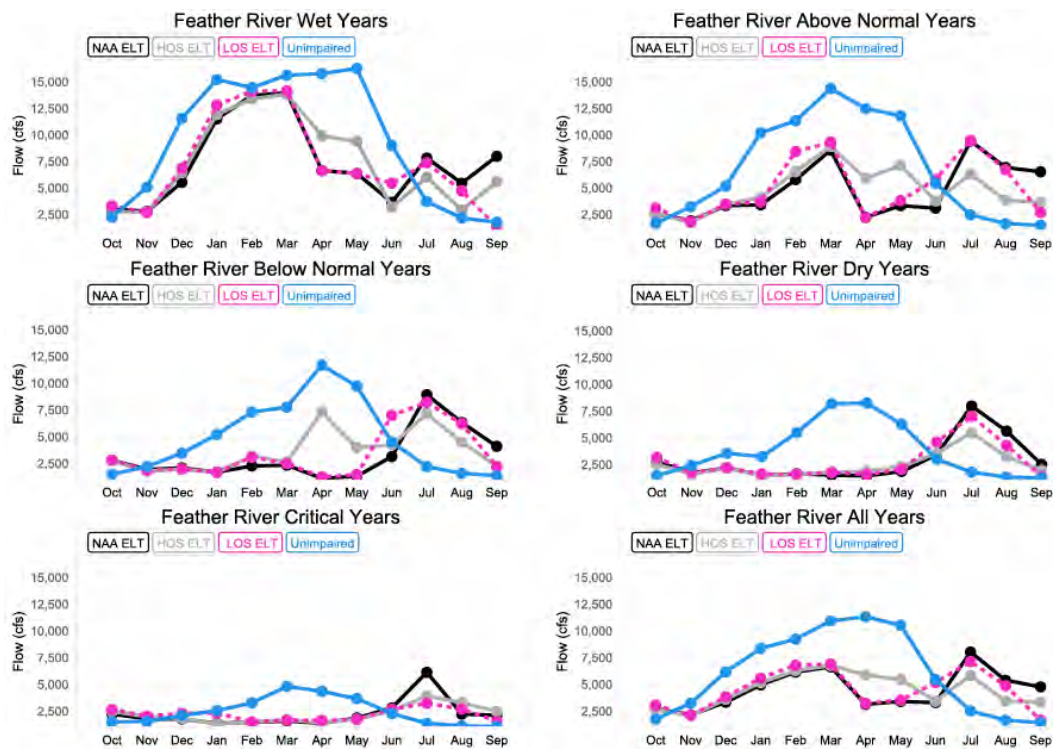 Feather River Wet Years
NAA ELT HOS ELT LOS ELT Unimpaired
Flow (cfs)
15,000
12,500
10,000
7,500
5,000
2,500
Oct Nov Dec Jan Feb Mar Apr May Jun Jul Aug Sep
Feather River Above Normal Years
NAA ELT HOS ELT LOS ELT Unimpaired
Flow (cfs)
15,000
12,500
10,000
7,500
5,000
2,500
Oct Nov Dec Jan Feb Mar Apr May Jun Jul Aug Sep
Feather River Below Normal Years
NAA ELT HOS ELT LOS ELT Unimpaired
Flow (cfs)
15,000
12,500
10,000
7,500
5,000
2,500
Oct Nov Dec Jan Feb Mar Apr May Jun Jul Aug Sep
Feather River Dry Years
NAA ELT HOS ELT LOS ELT Unimpaired
Flow (cfs)
15,000
12,500
10,000
7,500
5,000
2,500
Oct Nov Dec Jan Feb Mar Apr May Jun Jul Aug Sep
Feather River Critical Years
NAA ELT HOS ELT LOS ELT Unimpaired
Flow (cfs)
15,000
12,500
10,000
7,500
5,000
2,500
Oct Nov Dec Jan Feb Mar Apr May Jun Jul Aug Sep
Feather River All Years
NAA ELT HOS ELT LOS ELT Unimpaired
Flow (cfs)
15,000
12,500
10,000
7,500
5,000
2,500
Oct Nov Dec Jan Feb Mar Apr May Jun Jul Aug Sep